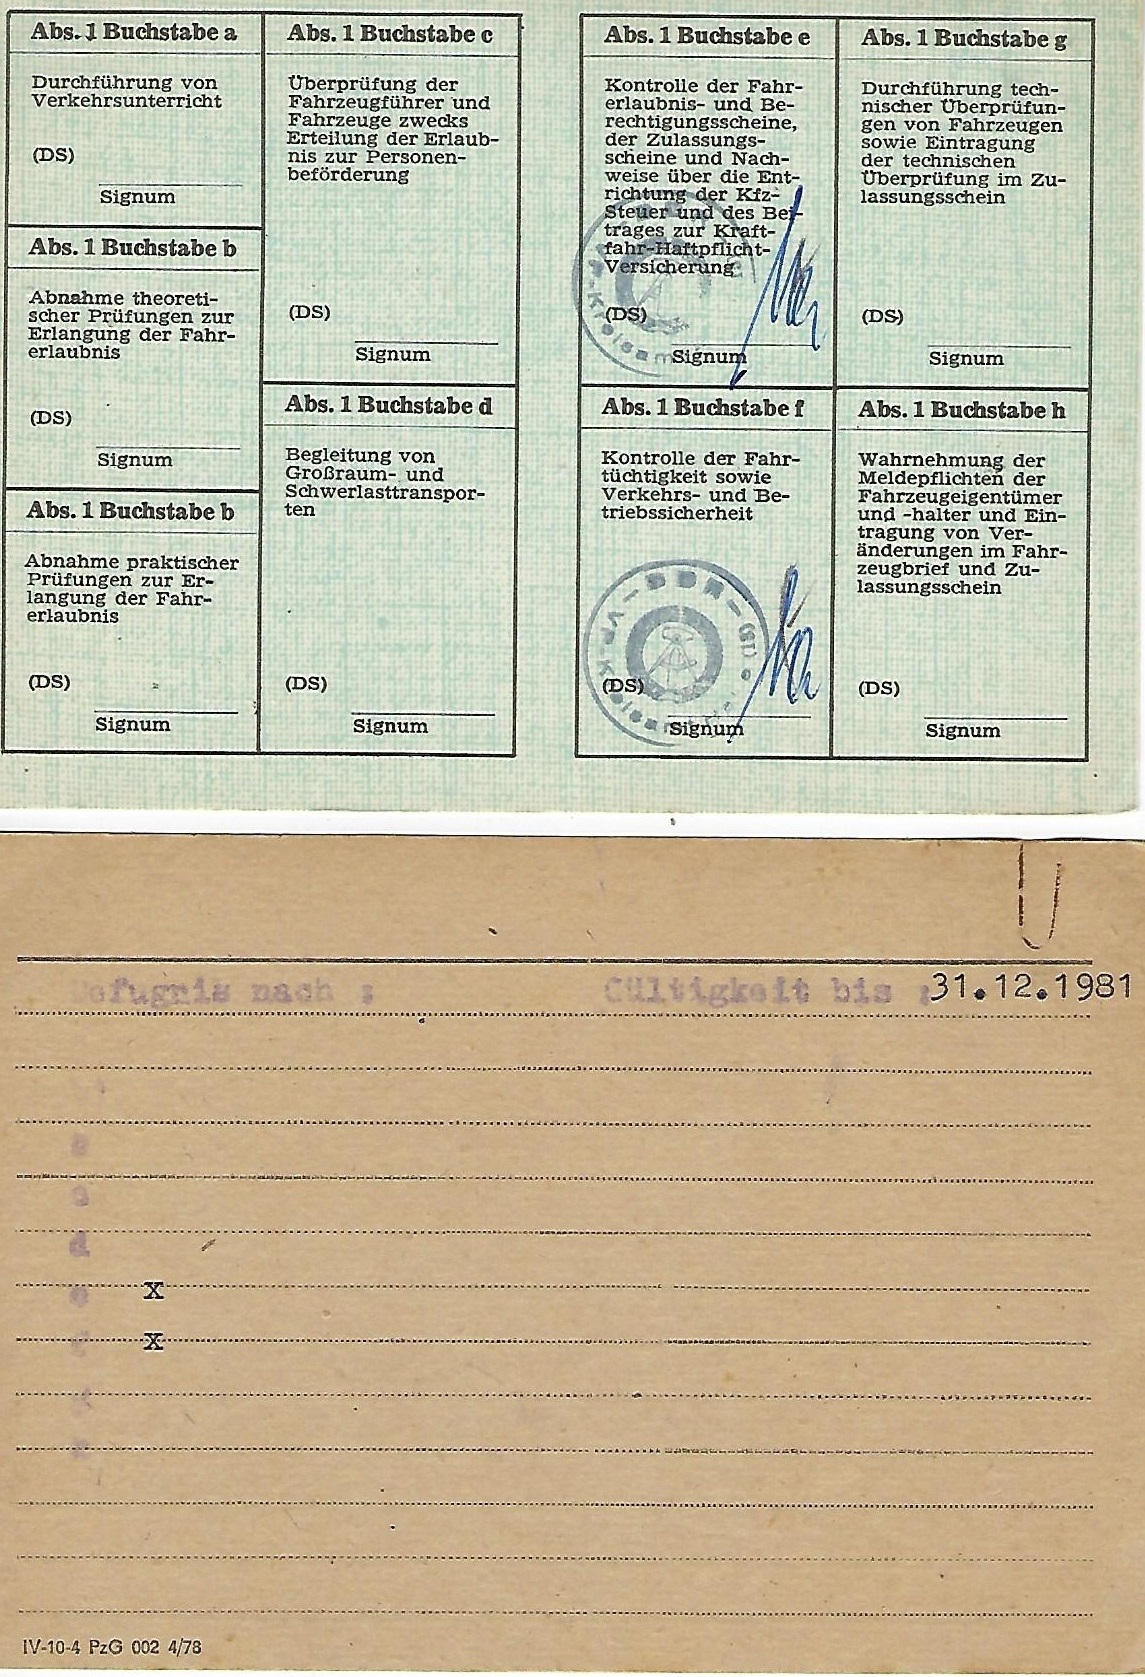 Abs. 1 Buchstabe a
Durchführung von
Verkehrsunterricht
(DS)
Signum
Abs. 1 Buchstabe b
Abnahme theoreti-
scher Prüfungen zur
Erlangung der Fahr-
erlaubnis
(DS)
Signum
Abs. 1 Buchstabe b
Abnahme praktischer
Prüfungen zur Er-
langung der Fahr-
erlaubnis
(DS)
Signum
Abs. 1 Buchstabe c
Überprüfung der
Fahrzeugführer und
Fahrzeuge zwecks
Erteilung der Erlaub-
nis zur Personen-
beförderung
(DS)
Signum
Abs. 1 Buchstabe d
Begleitung von
Großraum- und
Schwerlasttranspor-
ten
(DS)
Signum
Abs. 1 Buchstabe e
Kontrolle der Fahr-
erlaubnis- und Be-
rechtigungsscheine,
der Zulassungs-
scheine und Nach-
weise über die Ent-
richtung der Kfz-
Steuer und des Bei-
trages zur Kraft-
fahr-Haftpflicht-
Versicherung
(DS)
Signum
Abs. 1 Buchstabe f
Kontrolle der Fahr-
tüchtigkeit sowie
Verkehrs- und Be-
triebssicherheit
(DS)
Signum
Abs. 1 Buchstabe g
Durchführung tech-
nischer Überprüfun-
gen von Fahrzeugen
sowie Eintragung
der technischen
Überprüfung im Zu-
lassungsschein
(DS)
Signum
Abs. 1 Buchstabe h
Wahrnehmung der
Meldepflichten der
Fahrzeugeigentümer
und -halter und Ein-
tragung von Ver-
änderungen im Fahr-
zeugbrief und Zu-
lassungsschein
(DS)
Signum
Befugnis nach : Gültigkeit bis : 31.12.1981
d
e x
f x
IV-10-4 PzG 002 4/78